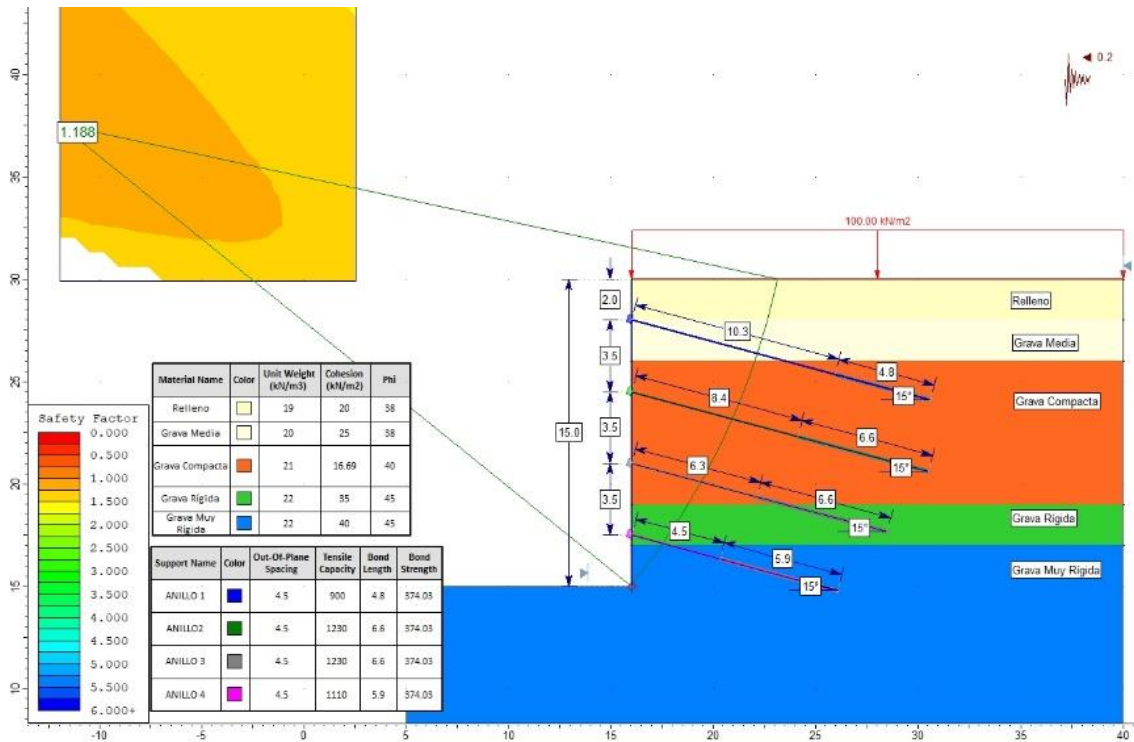 40
35
30
25
20
15
10
1.188
0.2
100.00 kN/m2
2.0
3.5
3.5
3.5
15.0
10.3
4.8
15°
8.4
6.6
15°
6.3
6.6
15°
4.5
5.9
15°
Relleno
Grava Media
Grava Compacta
Grava Rígida
Grava Muy Rígida
Material Name Color Unit Weight (kN/m3) Cohesion (kN/m2) Phi
Relleno 19 20 38
Grava Media 20 25 38
Grava Compacta 21 16.69 40
Grava Rígida 22 35 45
Grava Muy Rígida 22 40 45
Support Name Color Out-Of-Plane Spacing Tensile Capacity Bond Length Bond Strength
ANILLO 1 4.5 900 4.8 374.03
ANILLO2 4.5 1230 6.6 374.03
ANILLO 3 4.5 1230 6.6 374.03
ANILLO 4 4.5 1110 5.9 374.03
Safety Factor
0.000
0.500
1.000
1.500
2.000
2.500
3.000
3.500
4.000
4.500
5.000
5.500
6.000+
-10 -5 0 5 10 15 20 25 30 35 40